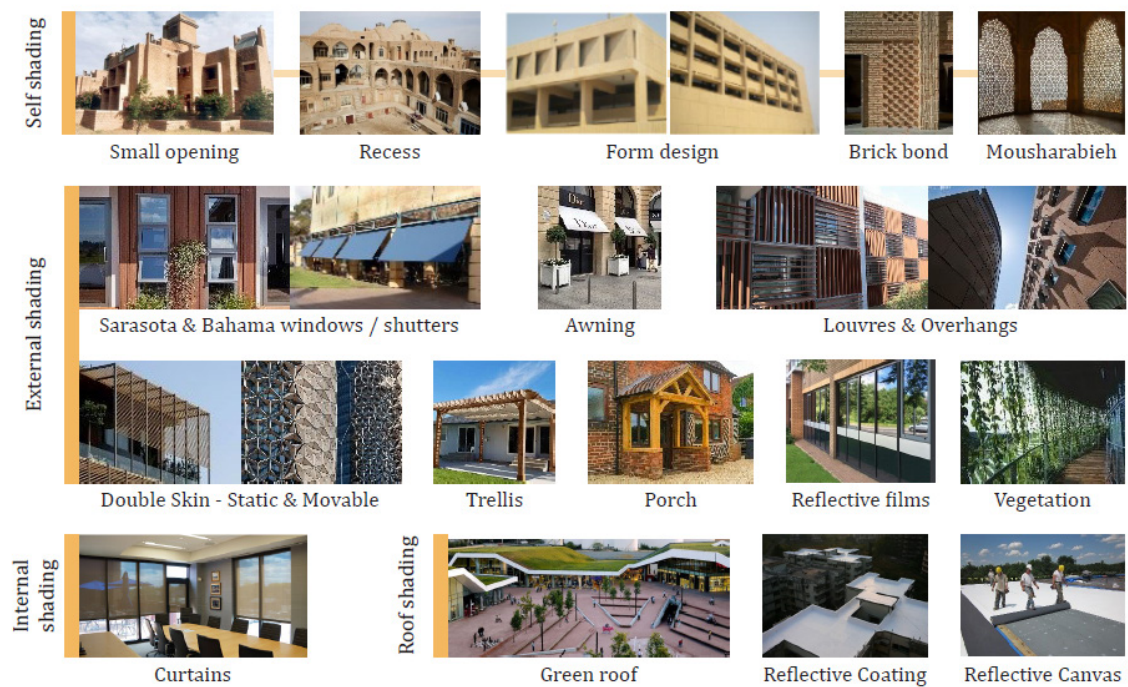 Self shading
Small opening
Recess
Form design
Brick bond
Mousharabieh
External shading
Dior
Dior
Sarasota & Bahama windows / shutters
Awning
Louvres & Overhangs
Double Skin - Static & Movable
Trellis
Porch
Reflective films
Vegetation
Internal
shading
Curtains
Roof shading
Green roof
Reflective Coating
Reflective Canvas